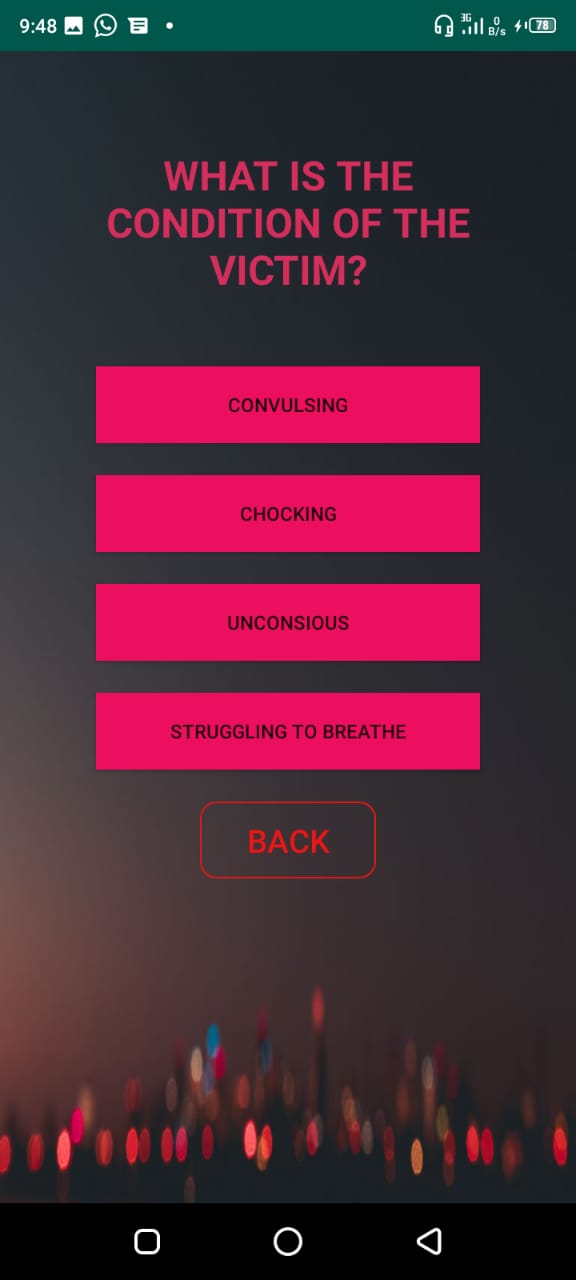 9:48 3G 0 B/s 78
WHAT IS THE
CONDITION OF THE
VICTIM?
CONVULSING
CHOCKING
UNCONSIOUS
STRUGGLING TO BREATHE
BACK